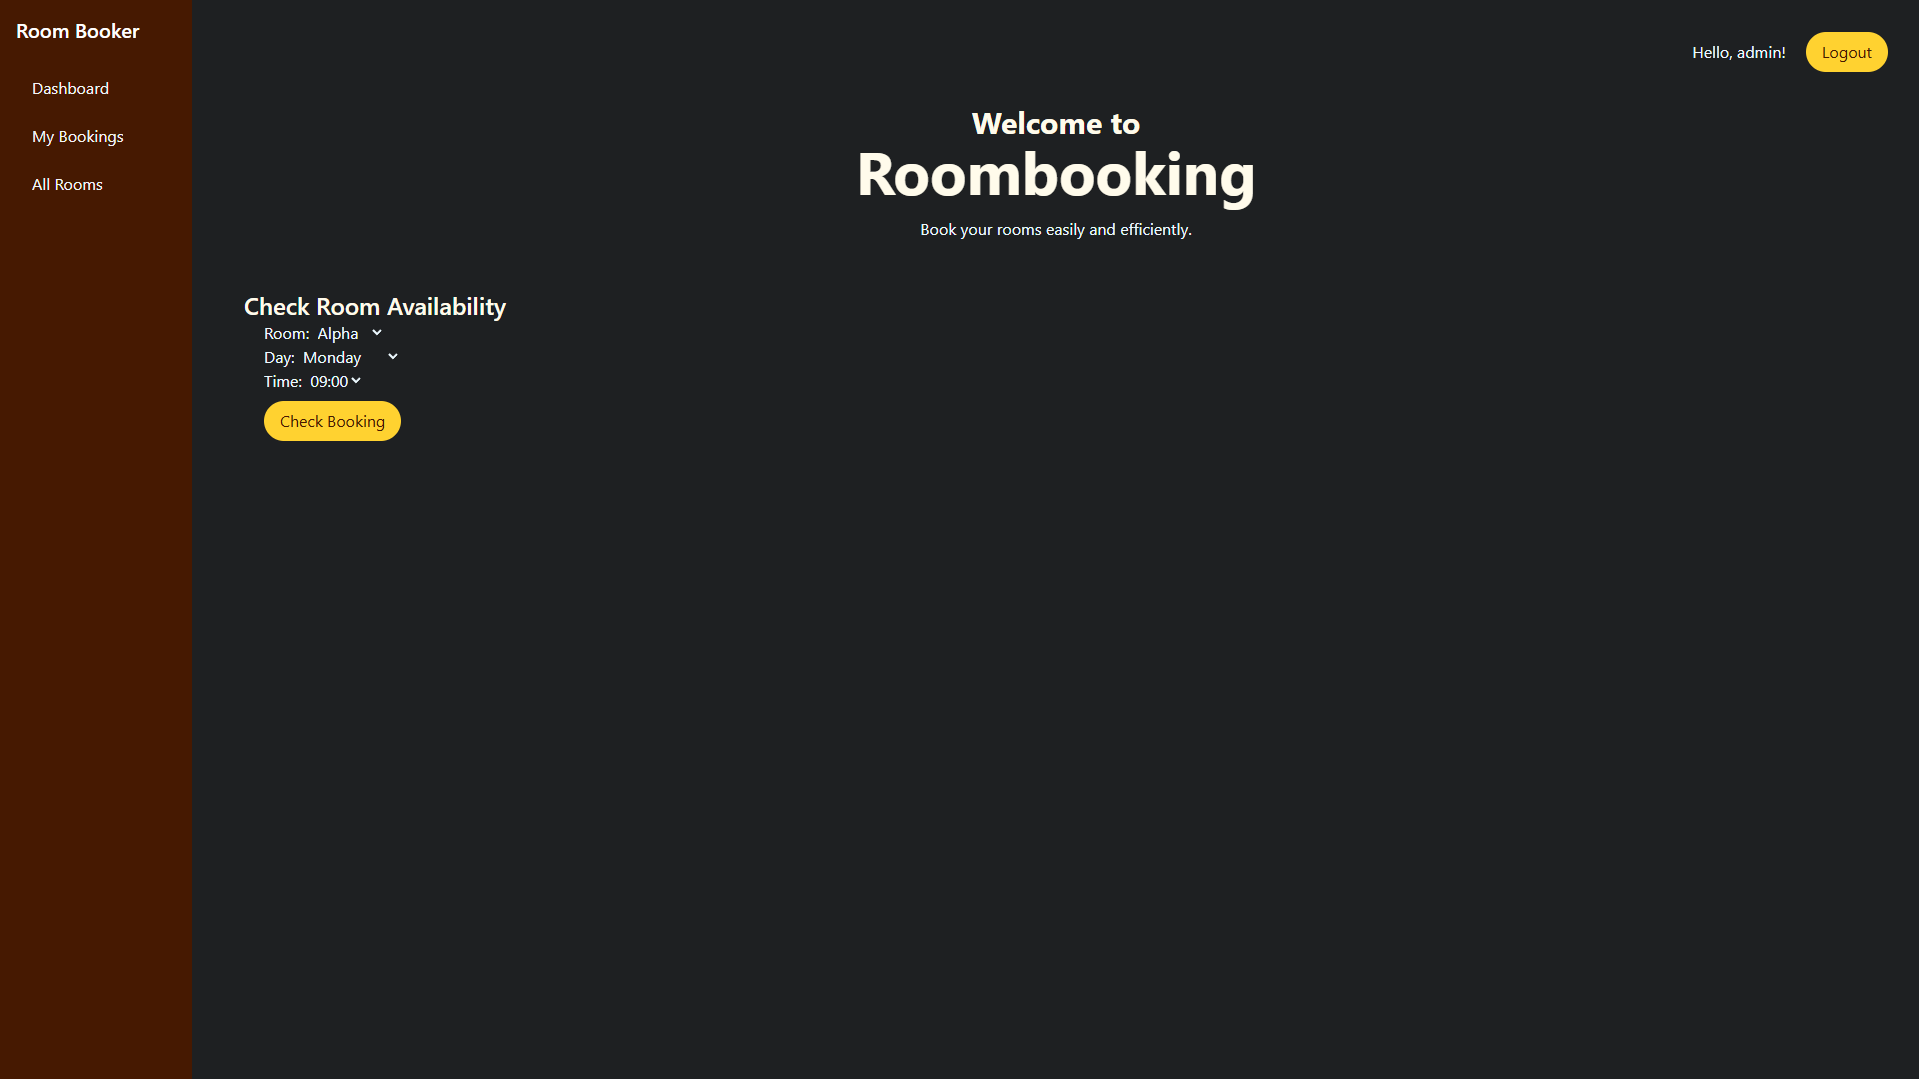 Room Booker
Dashboard
My Bookings
All Rooms
Hello, admin!
Logout
Welcome to
Roombooking
Book your rooms easily and efficiently.
Check Room Availability
Room: Alpha
Day: Monday
Time: 09:00
Check Booking